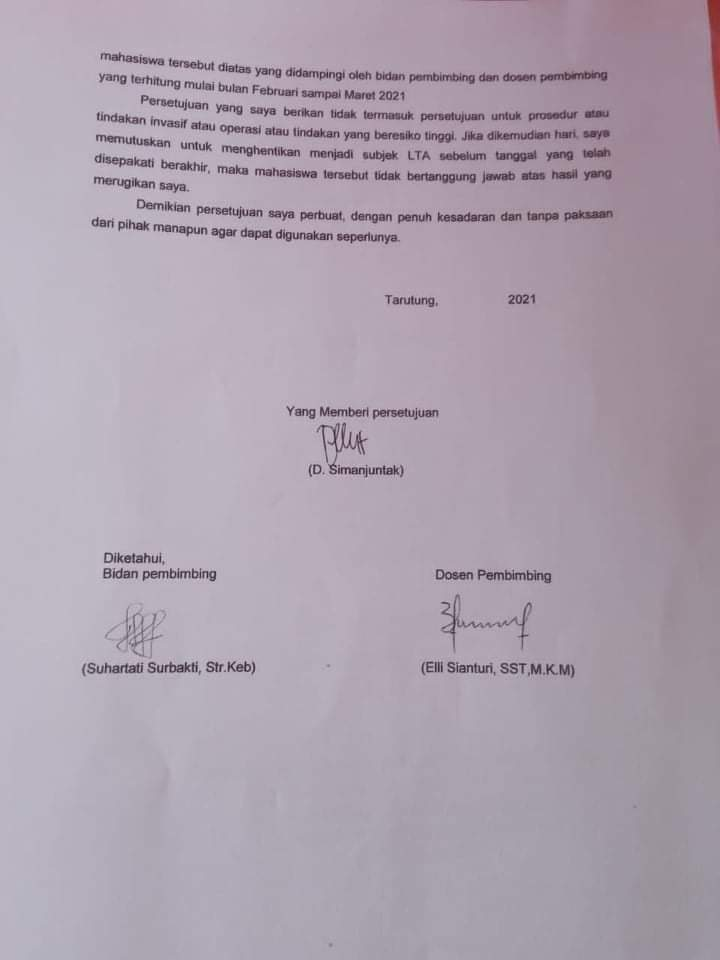 mahasiswa tersebut diatas yang didampingi oleh bidan pembimbing dan dosen pembimbing
yang terhitung mulai bulan Februari sampai Maret 2021
Persetujuan yang saya berikan tidak termasuk persetujuan untuk prosedur atau
tindakan invasif atau operasi atau tindakan yang beresiko tinggi. Jika dikemudian hari, saya
memutuskan untuk menghentikan menjadi subjek LTA sebelum tanggal yang telah
disepakati berakhir, maka mahasiswa tersebut tidak bertanggung jawab atas hasil yang
merugikan saya.
Demikian persetujuan saya perbuat, dengan penuh kesadaran dan tanpa paksaan
dari pihak manapun agar dapat digunakan seperlunya.
Tarutung, 2021
Yang Memberi persetujuan
(D. Simanjuntak)
Diketahui,
Bidan pembimbing
Dosen Pembimbing
(Suhartati Surbakti, Str.Keb)
(Elli Sianturi, SST,M.K.M)